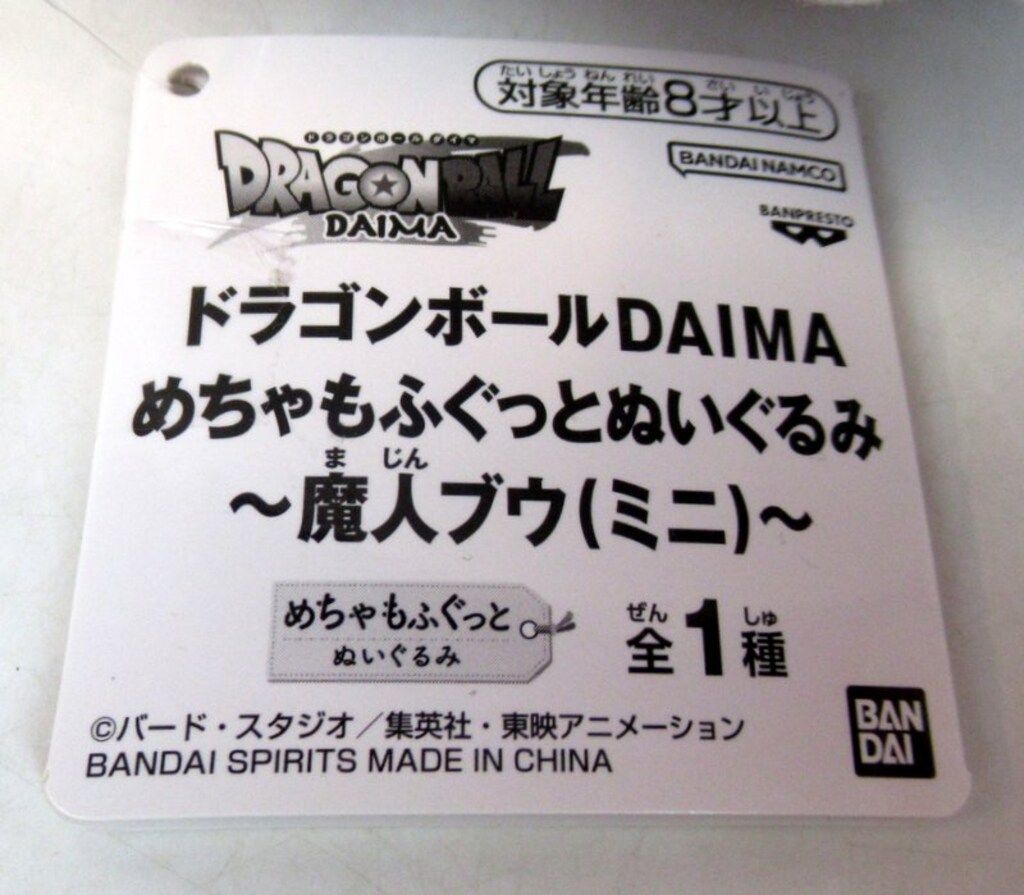 たいしょうねんれい さいいじょう
対象年齢8才以上
ドラゴンボール ダイマ
DRAGON BALL
DAIMA
BANDAI NAMCO
BANPRESTO
ドラゴンボールDAIMA
めちゃもふぐっとぬいぐるみ
まじん
～魔人ブウ(ミニ)～
めちゃもふぐっと
ぬいぐるみ
ぜん しゅ
全1種
©バード・スタジオ／集英社・東映アニメーション
BANDAI SPIRITS MADE IN CHINA
BAN
DAI